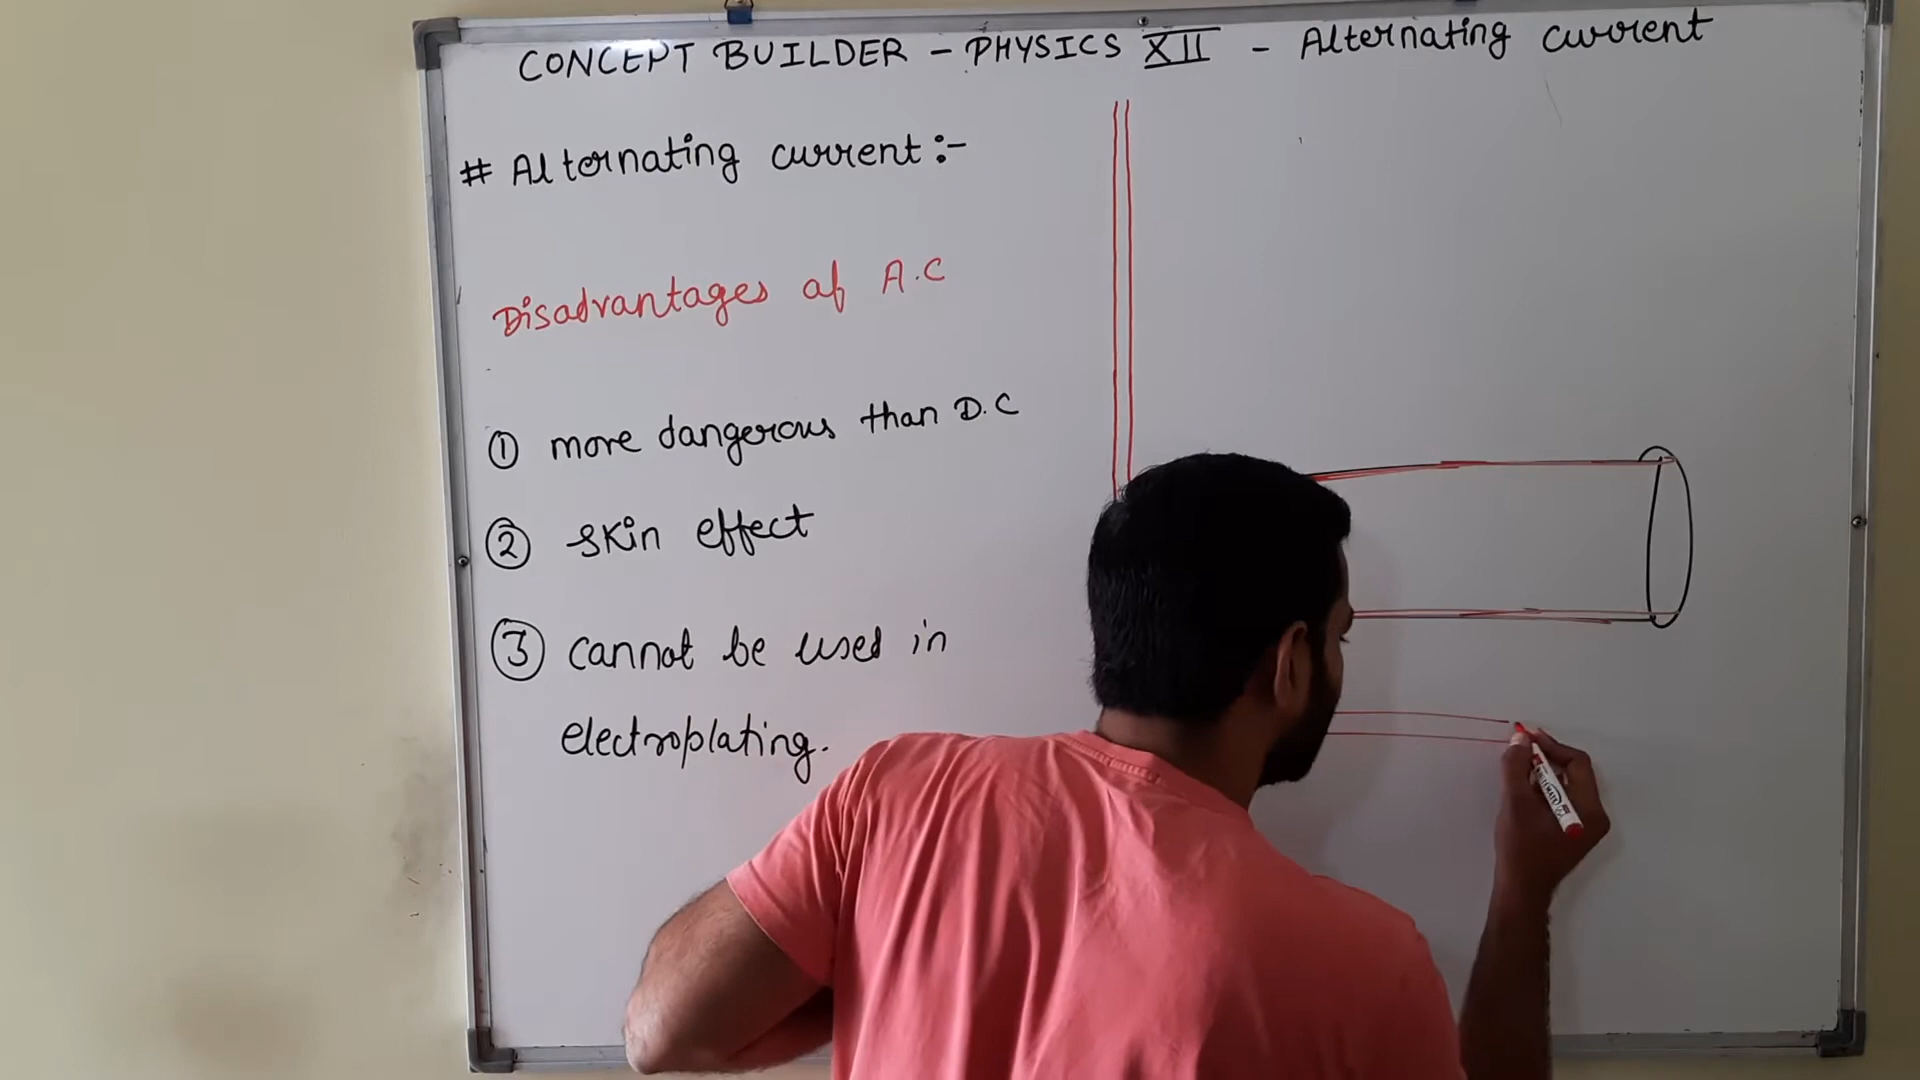 CONCEPT BUILDER - PHYSICS XII - Alternating current
# Alternating current :-
Disadvantages of A.C
① more dangerous than D.C
② skin effect
③ cannot be used in
electroplating.